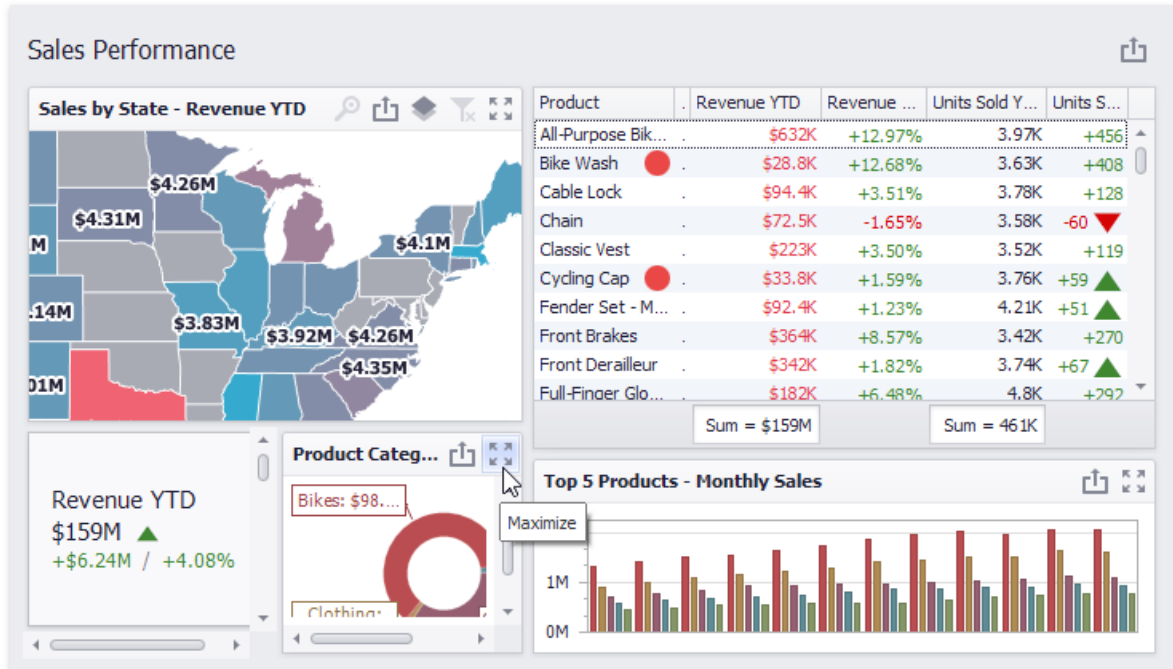 Sales Performance
Sales by State - Revenue YTD
$4.26M
$4.31M
M
$4.1M
.14M
$3.83M
$3.92M
$4.26M
$4.35M
01M
Product . Revenue YTD Revenue ... Units Sold Y... Units S...
All-Purpose Bik... . $632K +12.97% 3.97K +456
Bike Wash . $28.8K +12.68% 3.63K +408
Cable Lock . $94.4K +3.51% 3.78K +128
Chain . $72.5K -1.65% 3.58K -60
Classic Vest . $223K +3.50% 3.52K +119
Cycling Cap . $33.8K +1.59% 3.76K +59
Fender Set - M... . $92.4K +1.23% 4.21K +51
Front Brakes . $364K +8.57% 3.42K +270
Front Derailleur . $342K +1.82% 3.74K +67
Full-Finger Glo... . $182K +6.48% 4.8K +292
Sum = $159M Sum = 461K
Revenue YTD
$159M
+$6.24M / +4.08%
Product Categ...
Bikes: $98....
Clothing:
Maximize
Top 5 Products - Monthly Sales
1M
0M